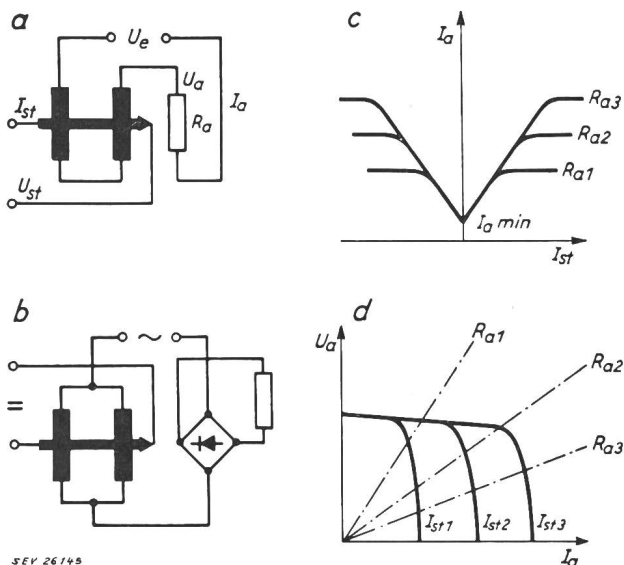 a
U_e
U_a
I_a
I_st
R_a
U_st
c
I_a
R_a3
R_a2
R_a1
I_a min
I_st
b
~
=
d
U_a
R_a1
R_a2
R_a3
I_st1
I_st2
I_st3
I_a
SEV 26145